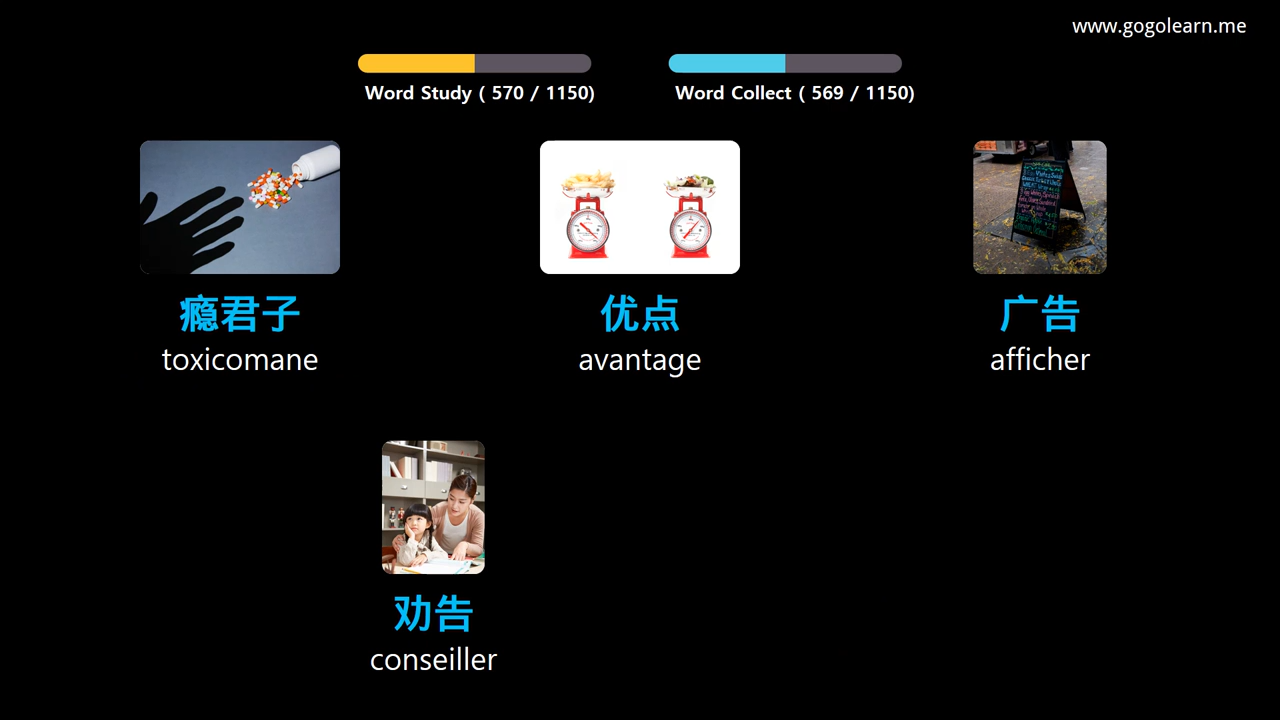 www.gogolearn.me
Word Study ( 570 / 1150)
Word Collect ( 569 / 1150)
瘾君子
toxicomane
优点
avantage
广告
afficher
劝告
conseiller